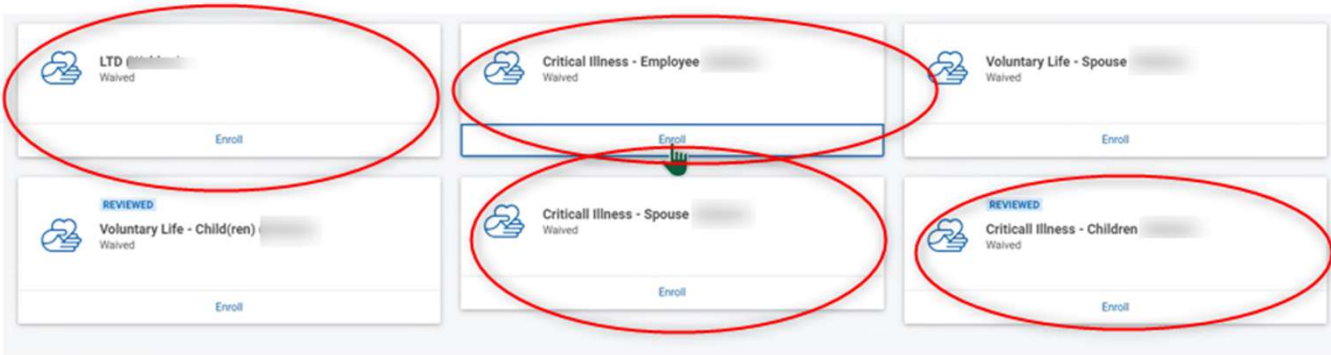 LTD
Waived
Enroll
Critical Illness - Employee
Waived
Enroll
Voluntary Life - Spouse
Waived
Enroll
REVIEWED
Voluntary Life - Child(ren)
Waived
Enroll
Criticall Illness - Spouse
Waived
Enroll
REVIEWED
Criticall Illness - Children
Waived
Enroll